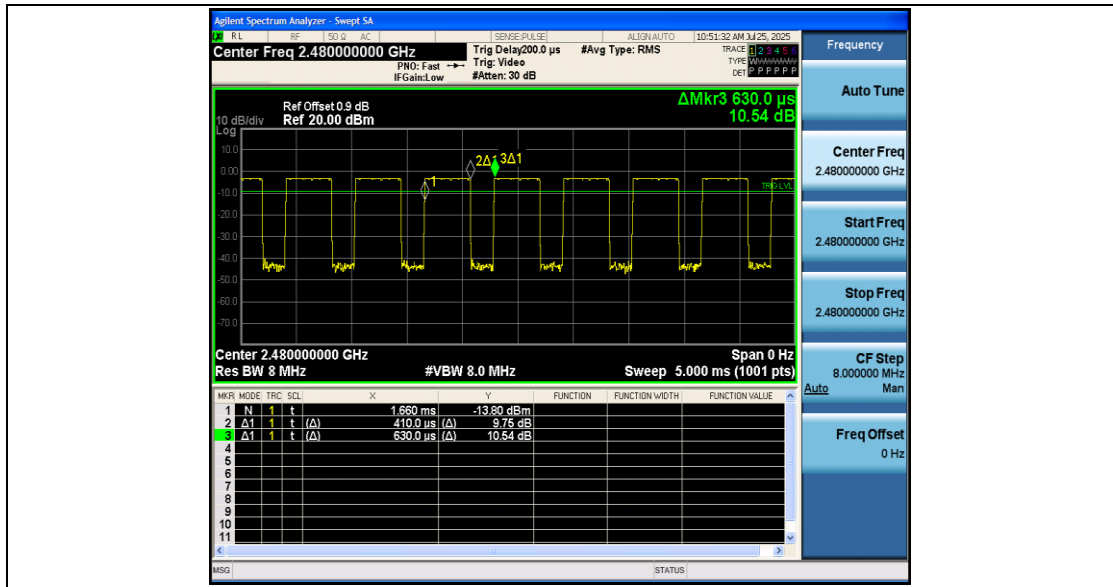 Agilent Spectrum Analyzer - Swept SA
RL RF 50 Ω AC SENSE:PULSE ALIGN AUTO 10:51:32 AM Jul 25, 2025
Center Freq 2.480000000 GHz
PNO: Fast
IFGain:Low
Trig Delay200.0 µs
Trig: Video
#Atten: 30 dB
#Avg Type: RMS
TRACE 1 2 3 4 5 6
TYPE
DET P P P P P P
ΔMkr3 630.0 µs
10.54 dB
Ref Offset 0.9 dB
10 dB/div Ref 20.00 dBm
Log
10.0
0.00
-10.0
-20.0
-30.0
-40.0
-50.0
-60.0
-70.0
1
2Δ1
3Δ1
TRIG LVL
Center 2.480000000 GHz Span 0 Hz
Res BW 8 MHz #VBW 8.0 MHz Sweep 5.000 ms (1001 pts)
MKR MODE TRC SCL X Y FUNCTION FUNCTION WIDTH FUNCTION VALUE
1 N 1 t 1.660 ms -13.80 dBm
2 Δ1 1 t (Δ) 410.0 µs (Δ) 9.75 dB
3 Δ1 1 t (Δ) 630.0 µs (Δ) 10.54 dB
4
5
6
7
8
9
10
11
MSG STATUS
Frequency
Auto Tune
Center Freq
2.480000000 GHz
Start Freq
2.480000000 GHz
Stop Freq
2.480000000 GHz
CF Step
8.000000 MHz
Auto Man
Freq Offset
0 Hz